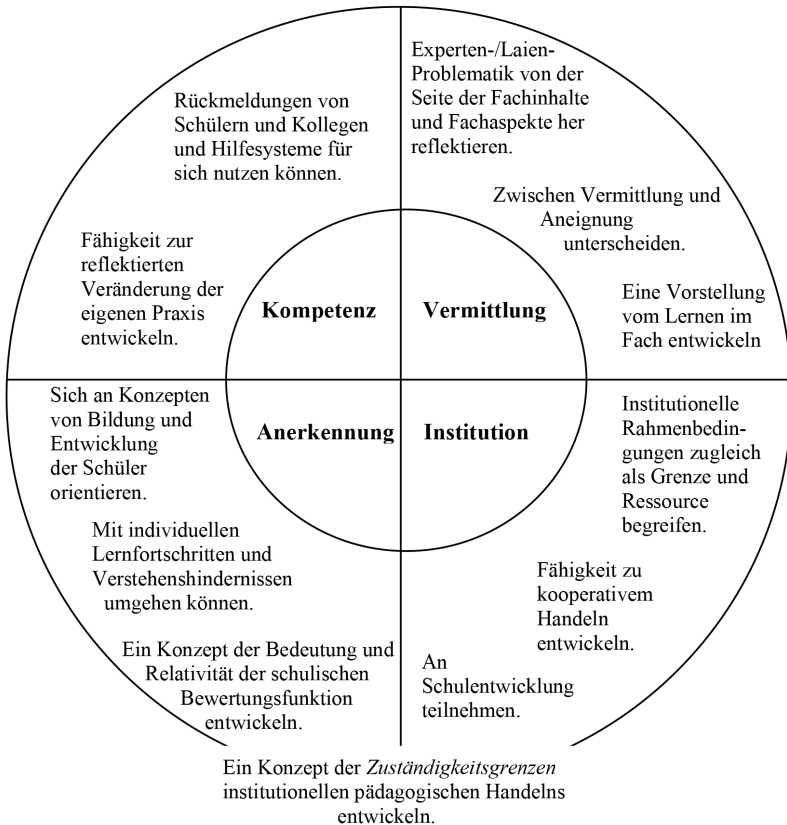 Rückmeldungen von
Schülern und Kollegen
und Hilfesysteme für
sich nutzen können.
Fähigkeit zur
reflektierten
Veränderung der
eigenen Praxis
entwickeln.
Kompetenz
Experten-/Laien-
Problematik von der
Seite der Fachinhalte
und Fachaspekte her
reflektieren.
Zwischen Vermittlung und
Aneignung
unterscheiden.
Eine Vorstellung
vom Lernen im
Fach entwickeln
Vermittlung
Anerkennung
Sich an Konzepten
von Bildung und
Entwicklung
der Schüler
orientieren.
Mit individuellen
Lernfortschritten und
Verstehenshindernissen
umgehen können.
Ein Konzept der Bedeutung und
Relativität der schulischen
Bewertungsfunktion
entwickeln.
Institution
Institutionelle
Rahmenbedin-
gungen zugleich
als Grenze und
Ressource
begreifen.
Fähigkeit zu
kooperativem
Handeln
entwickeln.
An
Schulentwicklung
teilnehmen.
Ein Konzept der Zuständigkeitsgrenzen
institutionellen pädagogischen Handelns
entwickeln.